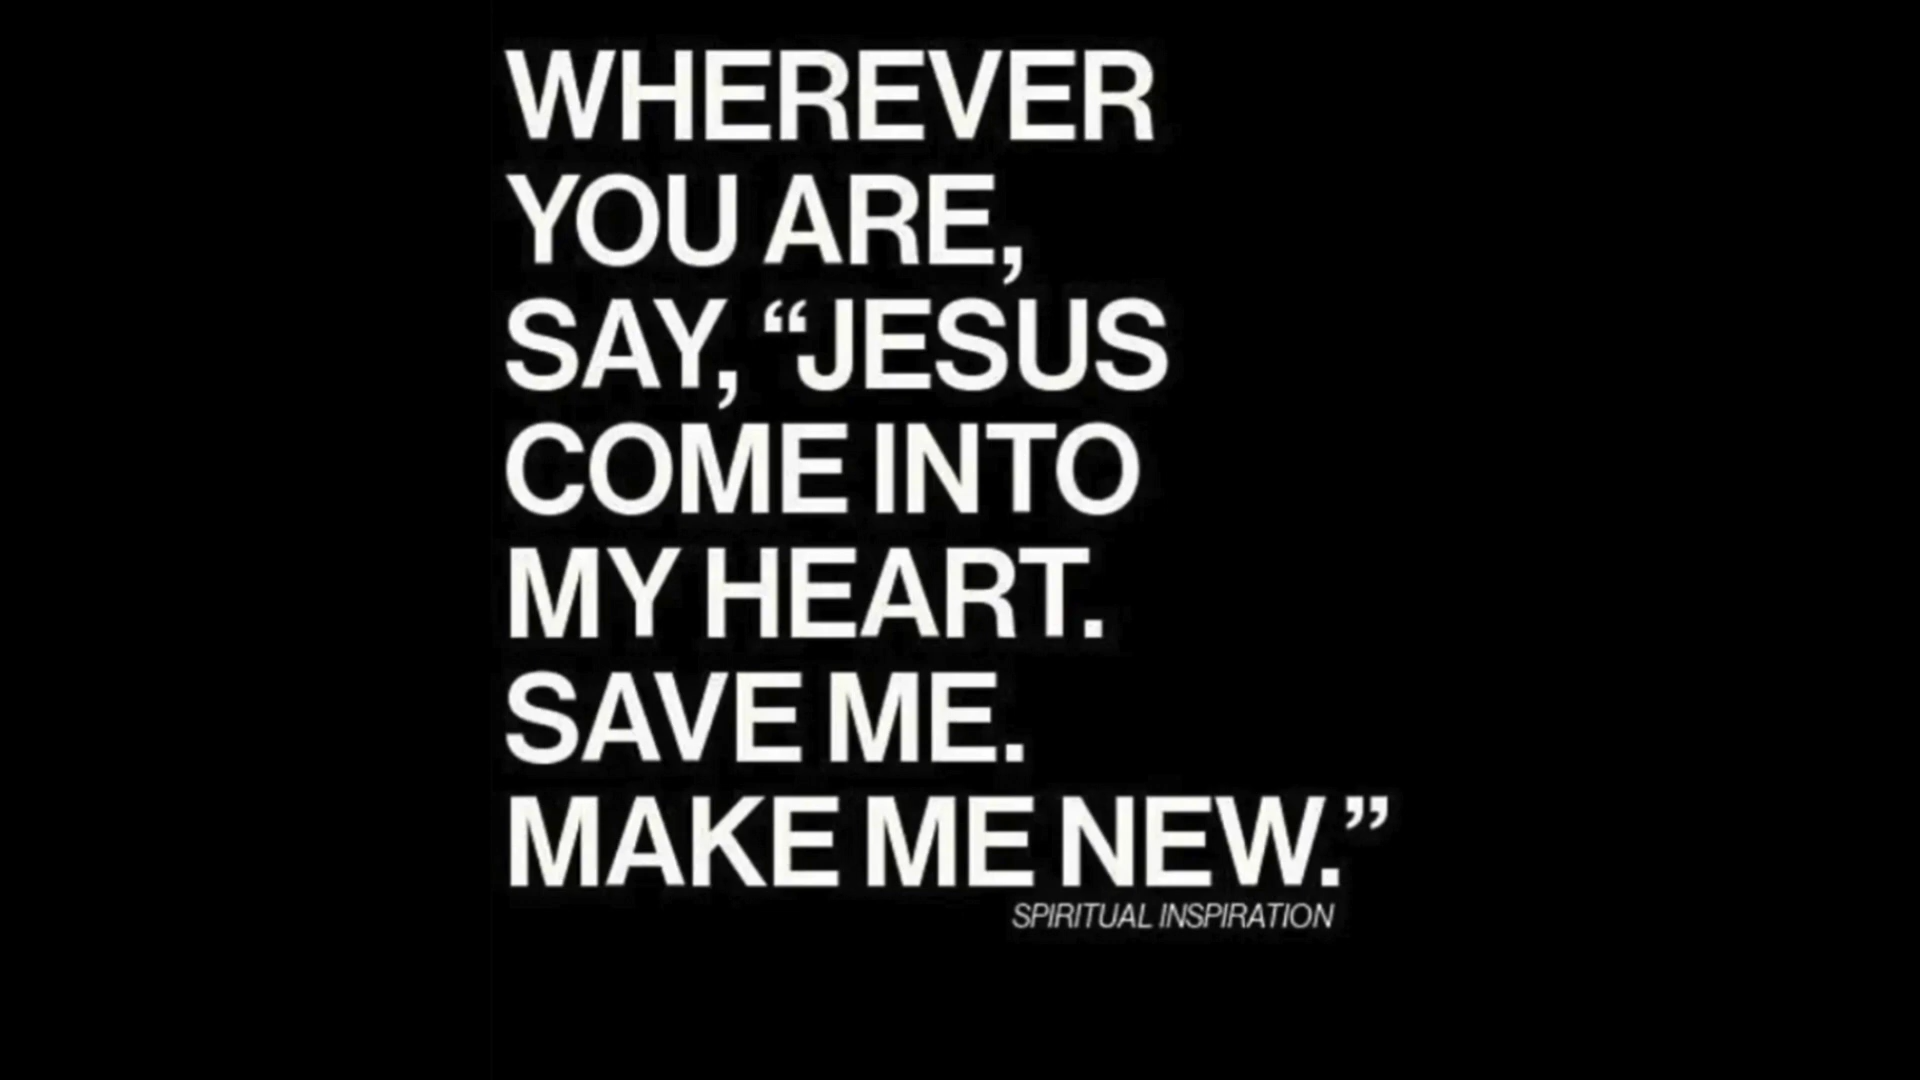 WHEREVER
YOU ARE,
SAY, “JESUS
COME INTO
MY HEART.
SAVE ME.
MAKE ME NEW.”
SPIRITUAL INSPIRATION